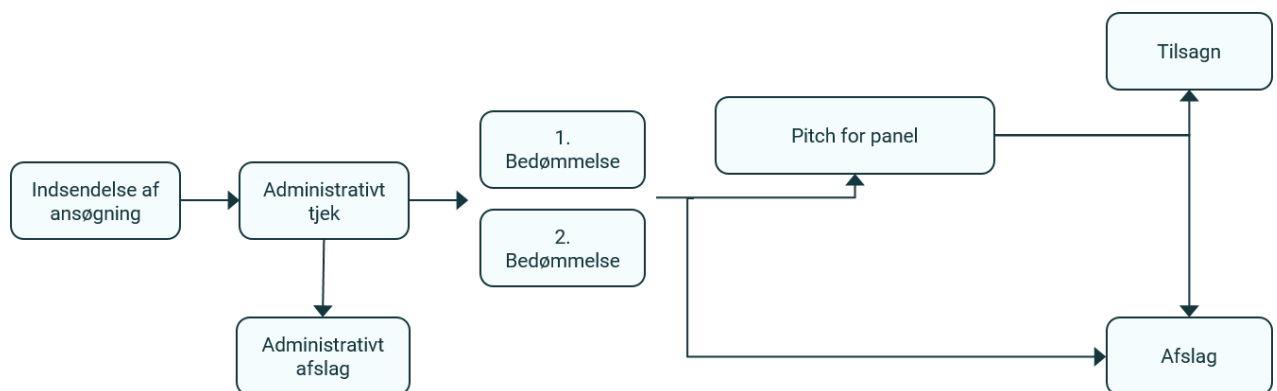 Indsendelse af
ansøgning
Administrativt
tjek
Administrativt
afslag
1.
Bedømmelse
2.
Bedømmelse
Pitch for panel
Tilsagn
Afslag